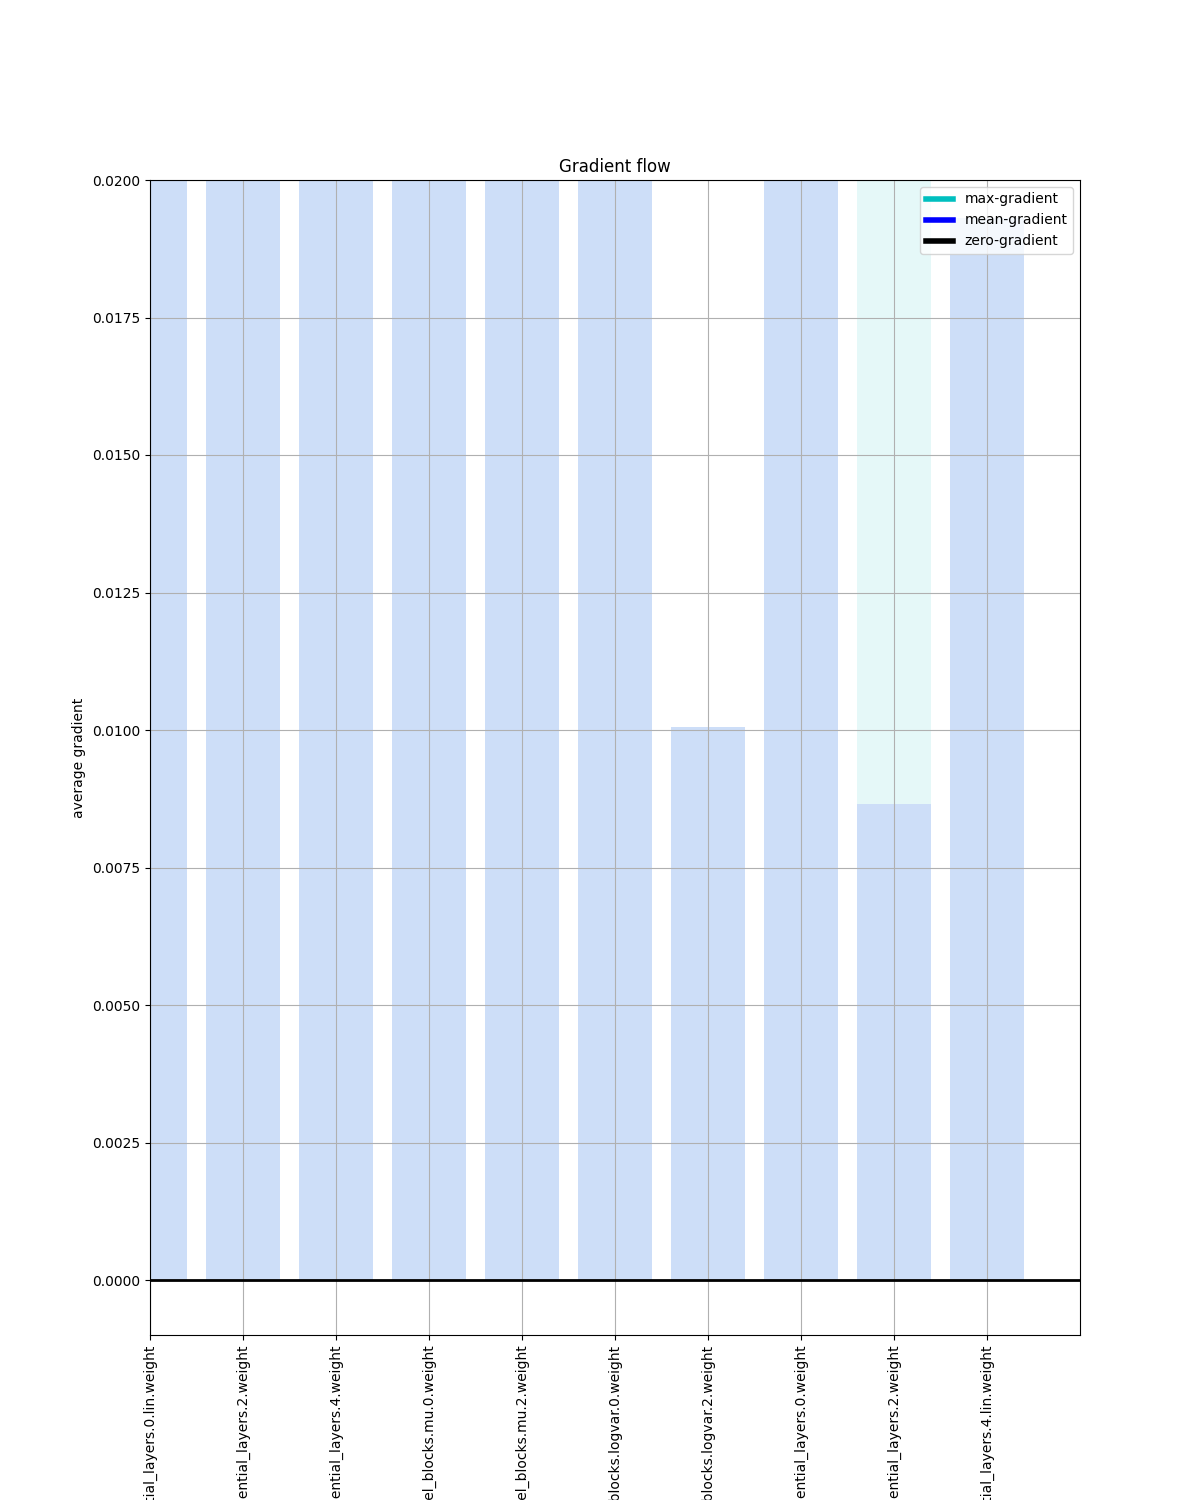 Gradient flow
max-gradient
mean-gradient
zero-gradient
0.0200
0.0175
0.0150
0.0125
0.0100
0.0075
0.0050
0.0025
0.0000
average gradient
tial_layers.0.lin.weight
ential_layers.2.weight
ential_layers.4.weight
el_blocks.mu.0.weight
el_blocks.mu.2.weight
blocks.logvar.0.weight
blocks.logvar.2.weight
ential_layers.0.weight
ential_layers.2.weight
tial_layers.4.lin.weight